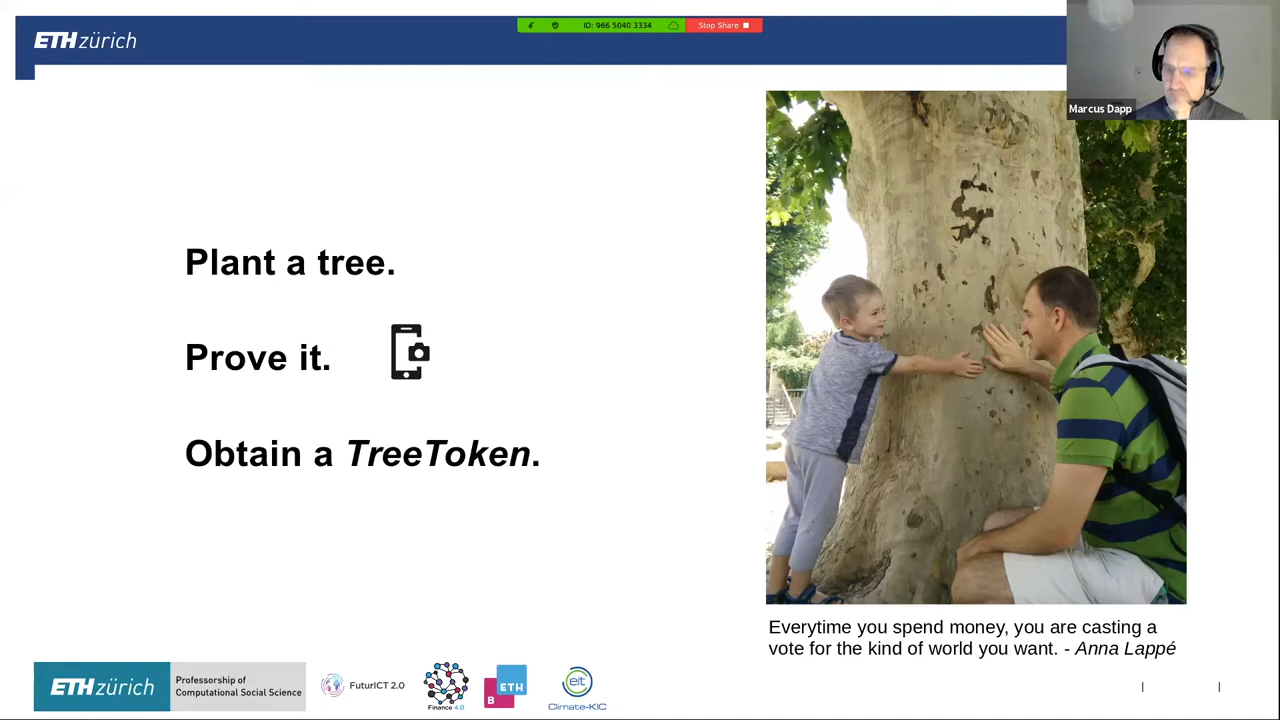 ETH zürich
ID: 966 5040 3334
Stop Share
Marcus Dapp
Plant a tree.
Prove it.
Obtain a TreeToken.
Everytime you spend money, you are casting a
vote for the kind of world you want. - Anna Lappé
ETH zürich
Professorship of
Computational Social Science
FuturICT 2.0
Finance 4.0
B
ETH
eit
Climate-KIC